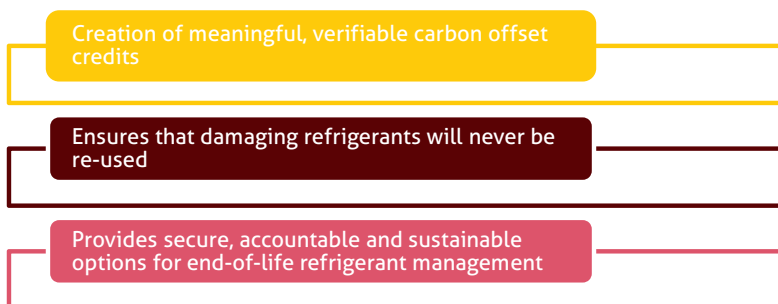 Creation of meaningful, verifiable carbon offset
credits
Ensures that damaging refrigerants will never be
re-used
Provides secure, accountable and sustainable
options for end-of-life refrigerant management